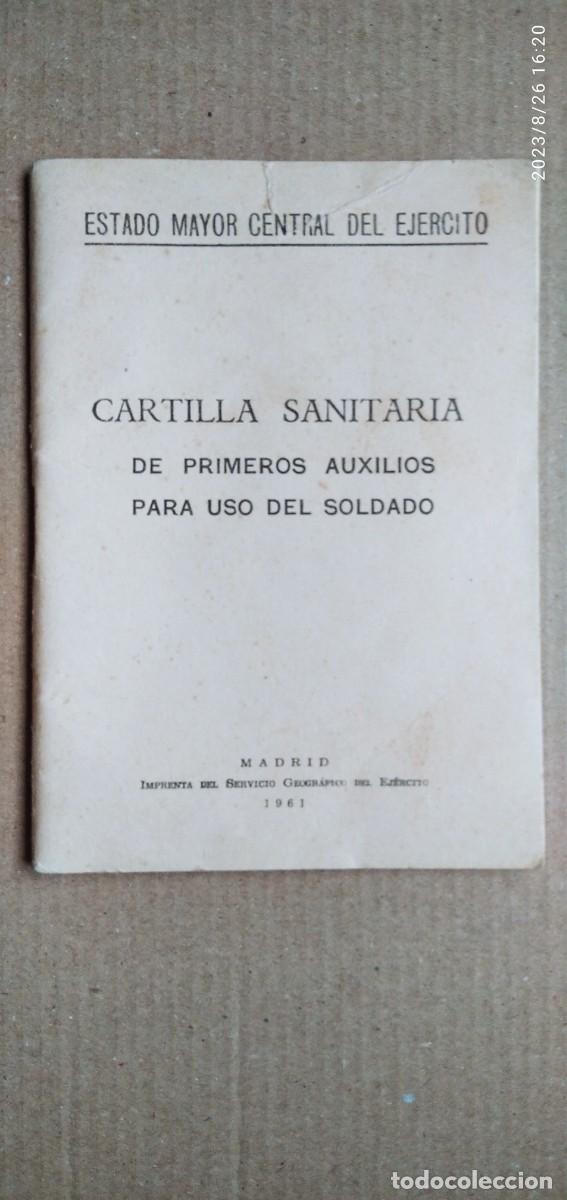 2023/8/26 16:20
ESTADO MAYOR CENTRAL DEL EJERCITO
CARTILLA SANITARIA
DE PRIMEROS AUXILIOS
PARA USO DEL SOLDADO
MADRID
IMPRENTA DEL SERVICIO GEOGRÁFICO DEL EJÉRCITO
1961
todocoleccion